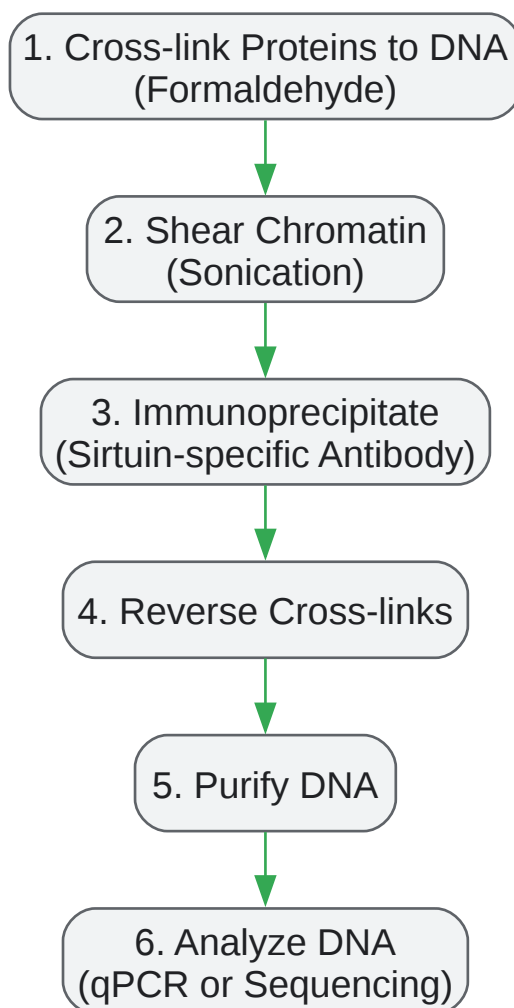 1. Cross-link Proteins to DNA
(Formaldehyde)
2. Shear Chromatin
(Sonication)
3. Immunoprecipitate
(Sirtuin-specific Antibody)
4. Reverse Cross-links
5. Purify DNA
6. Analyze DNA
(qPCR or Sequencing)